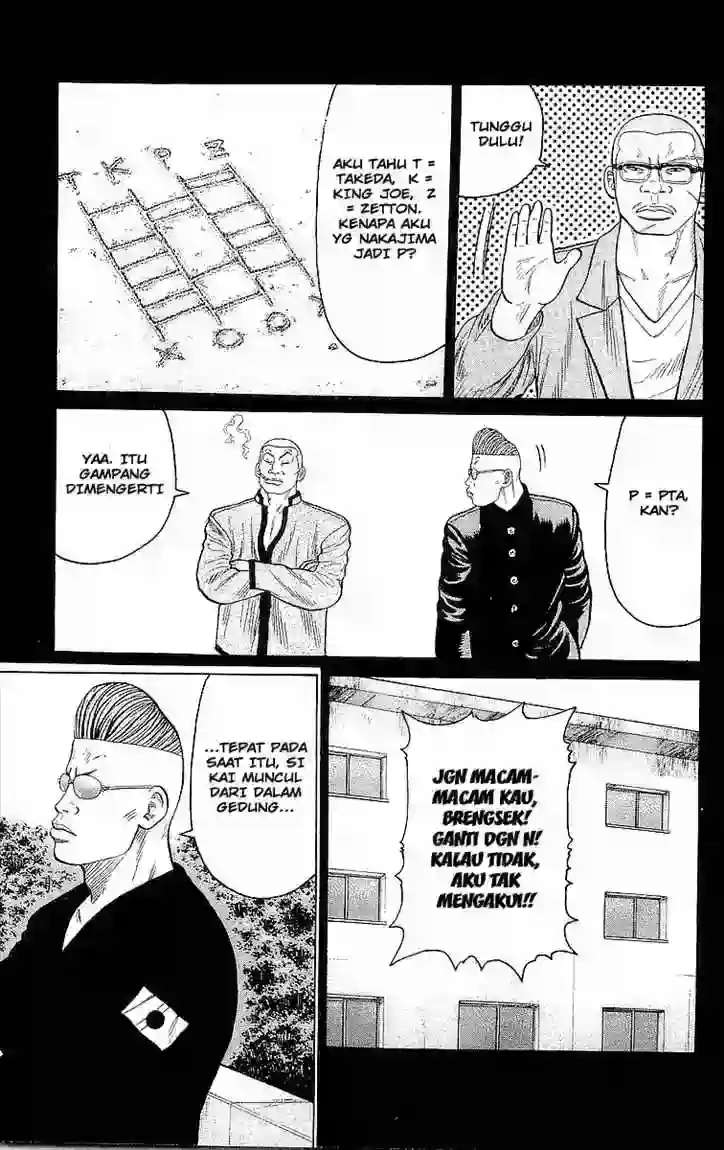 TUNGGU
DULU!
AKU TAHU T =
TAKEDA, K =
KING JOE, Z
= ZETTON.
KENAPA AKU
YG NAKAJIMA
JADI P?
T K P Z
X O O X
P = PTA,
KAN?
YAA. ITU
GAMPANG
DIMENGERTI
JGN MACAM-
MACAM KAU,
BRENGSEK!
GANTI DGN N!
KALAU TIDAK,
AKU TAK
MENGAKUI!!
...TEPAT PADA
SAAT ITU, SI
KAI MUNCUL
DARI DALAM
GEDUNG...